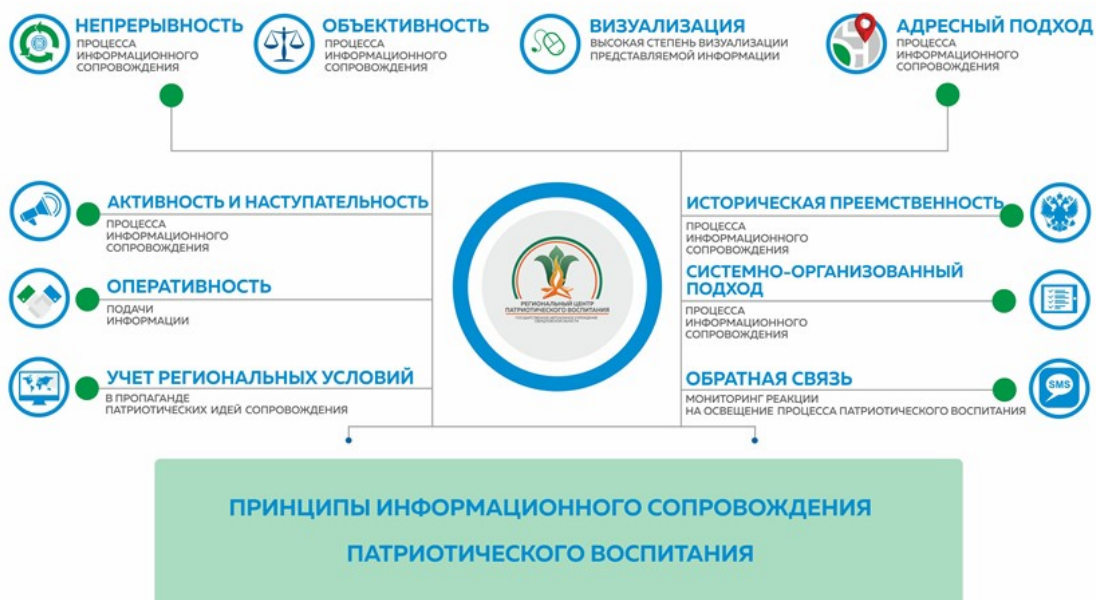 НЕПРЕРЫВНОСТЬ
ПРОЦЕССА
ИНФОРМАЦИОННОГО
СОПРОВОЖДЕНИЯ
ОБЪЕКТИВНОСТЬ
ПРОЦЕССА
ИНФОРМАЦИОННОГО
СОПРОВОЖДЕНИЯ
ВИЗУАЛИЗАЦИЯ
ВЫСОКАЯ СТЕПЕНЬ ВИЗУАЛИЗАЦИИ
ПРЕДСТАВЛЯЕМОЙ ИНФОРМАЦИИ
АДРЕСНЫЙ ПОДХОД
ПРОЦЕССА
ИНФОРМАЦИОННОГО
СОПРОВОЖДЕНИЯ
АКТИВНОСТЬ И НАСТУПАТЕЛЬНОСТЬ
ПРОЦЕССА
ИНФОРМАЦИОННОГО
СОПРОВОЖДЕНИЯ
ОПЕРАТИВНОСТЬ
ПОДАЧИ
ИНФОРМАЦИИ
УЧЕТ РЕГИОНАЛЬНЫХ УСЛОВИЙ
В ПРОПАГАНДЕ
ПАТРИОТИЧЕСКИХ ИДЕЙ СОПРОВОЖДЕНИЯ
РЕГИОНАЛЬНЫЙ ЦЕНТР
ПАТРИОТИЧЕСКОГО ВОСПИТАНИЯ
ИСТОРИЧЕСКАЯ ПРЕЕМСТВЕННОСТЬ
ПРОЦЕССА
ИНФОРМАЦИОННОГО
СОПРОВОЖДЕНИЯ
СИСТЕМНО-ОРГАНИЗОВАННЫЙ
ПОДХОД
ПРОЦЕССА
ИНФОРМАЦИОННОГО
СОПРОВОЖДЕНИЯ
ОБРАТНАЯ СВЯЗЬ
МОНИТОРИНГ РЕАКЦИИ
НА ОСВЕЩЕНИЕ ПРОЦЕССА ПАТРИОТИЧЕСКОГО ВОСПИТАНИЯ
SMS
ПРИНЦИПЫ ИНФОРМАЦИОННОГО СОПРОВОЖДЕНИЯ
ПАТРИОТИЧЕСКОГО ВОСПИТАНИЯ